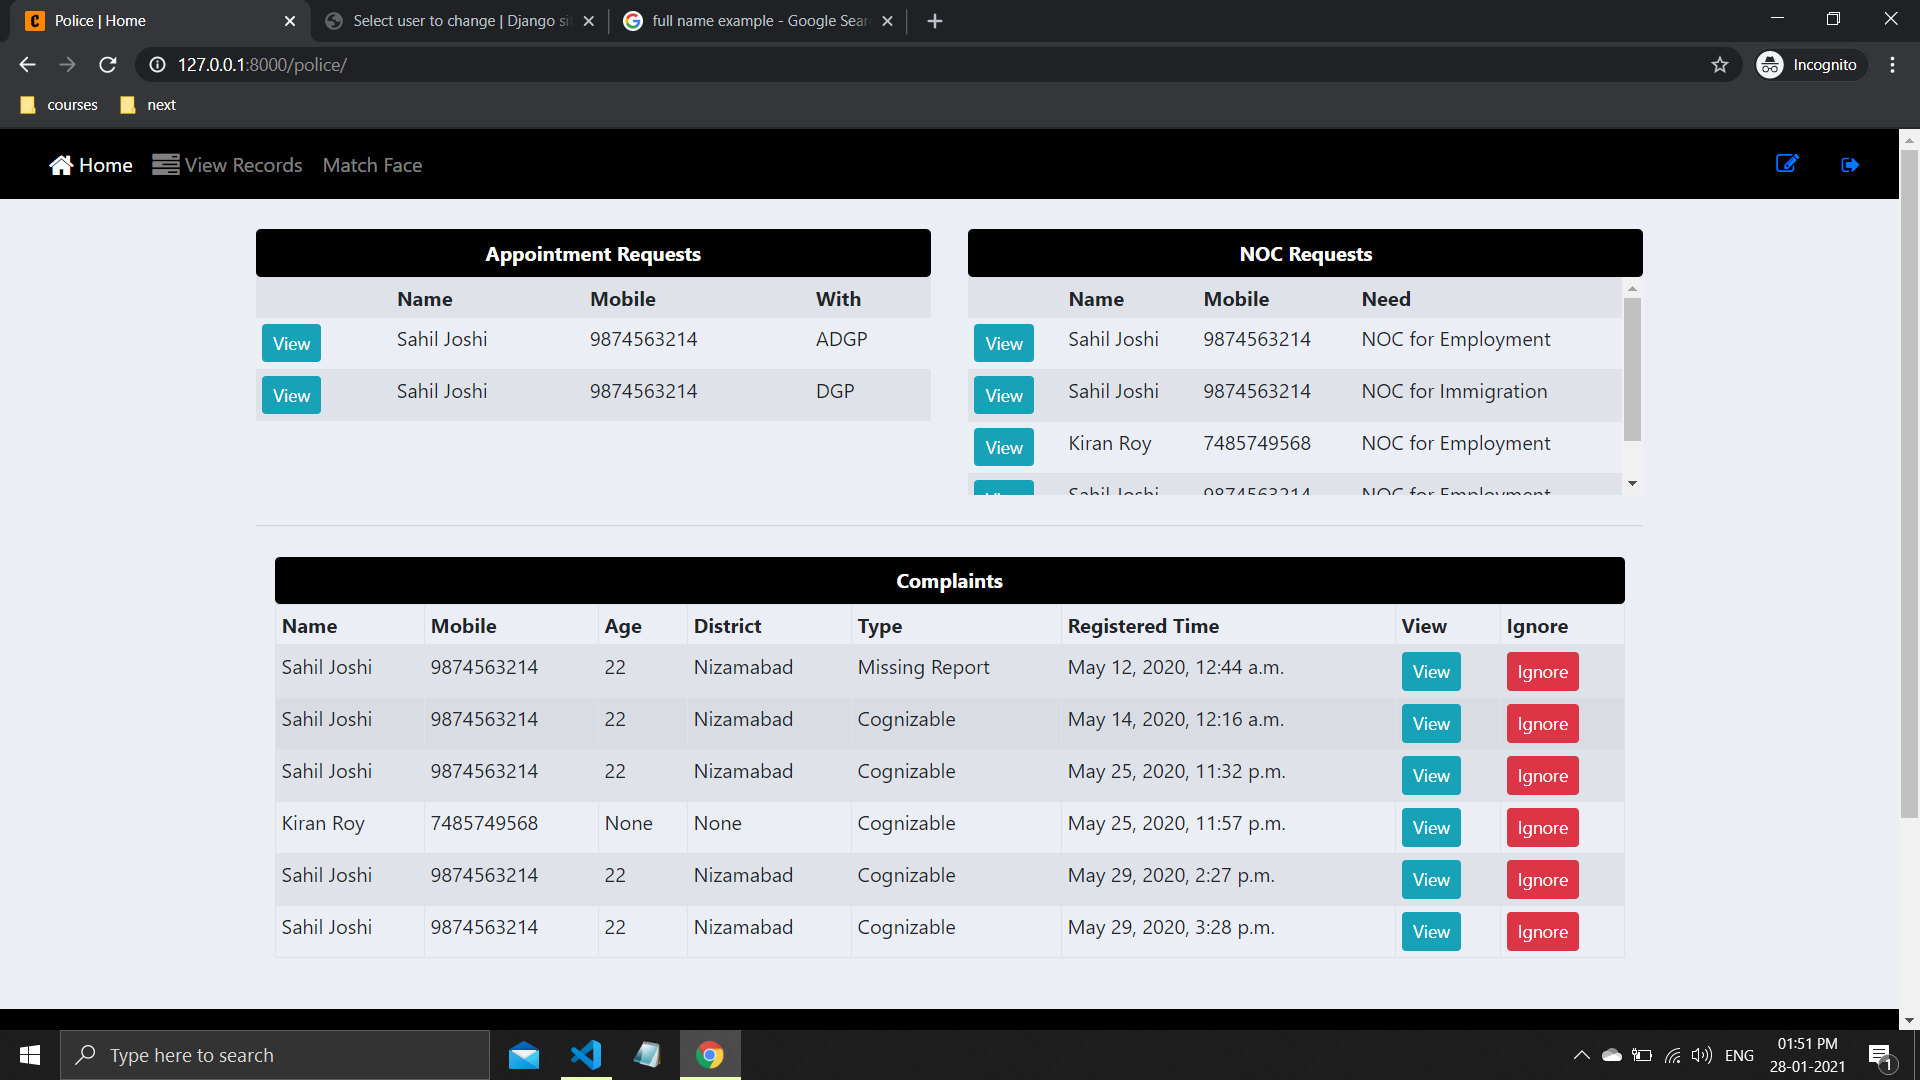 Police | Home
Select user to change | Django si
full name example - Google Sear
127.0.0.1:8000/police/
Incognito
courses
next
Home View Records Match Face
Appointment Requests
Name Mobile With
View Sahil Joshi 9874563214 ADGP
View Sahil Joshi 9874563214 DGP
NOC Requests
Name Mobile Need
View Sahil Joshi 9874563214 NOC for Employment
View Sahil Joshi 9874563214 NOC for Immigration
View Kiran Roy 7485749568 NOC for Employment
View Sahil Joshi 9874563214 NOC for Employment
Complaints
Name Mobile Age District Type Registered Time View Ignore
Sahil Joshi 9874563214 22 Nizamabad Missing Report May 12, 2020, 12:44 a.m. View Ignore
Sahil Joshi 9874563214 22 Nizamabad Cognizable May 14, 2020, 12:16 a.m. View Ignore
Sahil Joshi 9874563214 22 Nizamabad Cognizable May 25, 2020, 11:32 p.m. View Ignore
Kiran Roy 7485749568 None None Cognizable May 25, 2020, 11:57 p.m. View Ignore
Sahil Joshi 9874563214 22 Nizamabad Cognizable May 29, 2020, 2:27 p.m. View Ignore
Sahil Joshi 9874563214 22 Nizamabad Cognizable May 29, 2020, 3:28 p.m. View Ignore
Type here to search
ENG
01:51 PM
28-01-2021
1